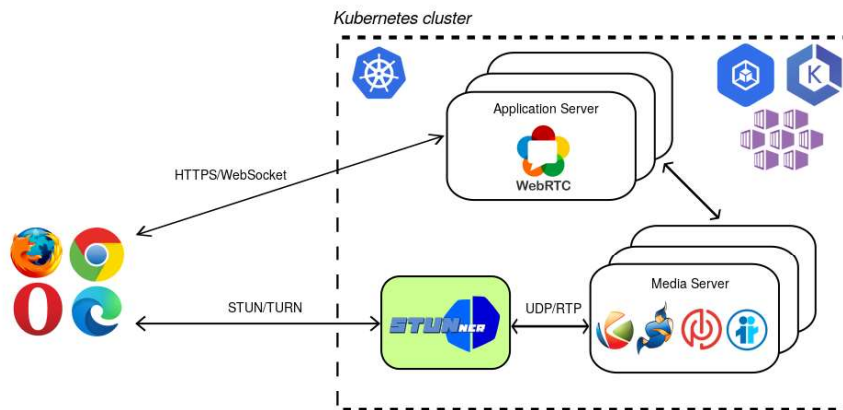 Kubernetes cluster
K
Application Server
WebRTC
HTTPS/WebSocket
Media Server
STUN/TURN
STUNNER
UDP/RTP